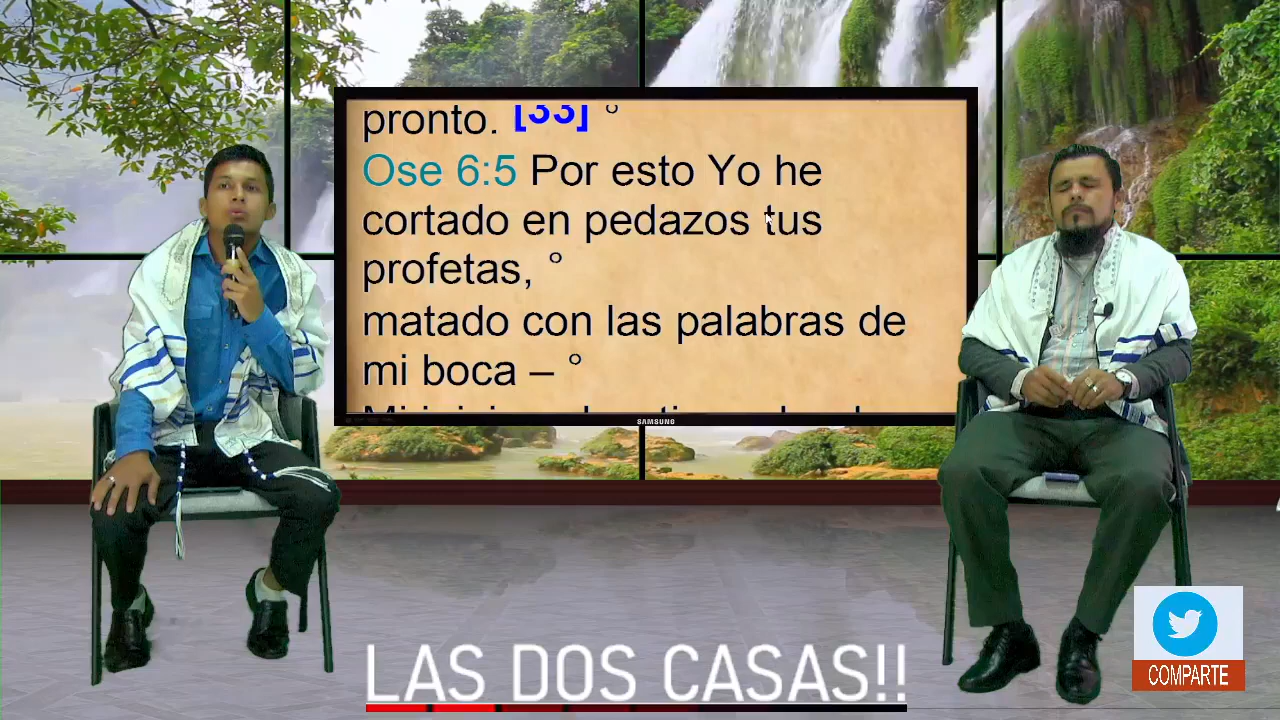 pronto. [33] °
Ose 6:5 Por esto Yo he
cortado en pedazos tus
profetas, °
matado con las palabras de
mi boca – °
SAMSUNG
LAS DOS CASAS!!
COMPARTE